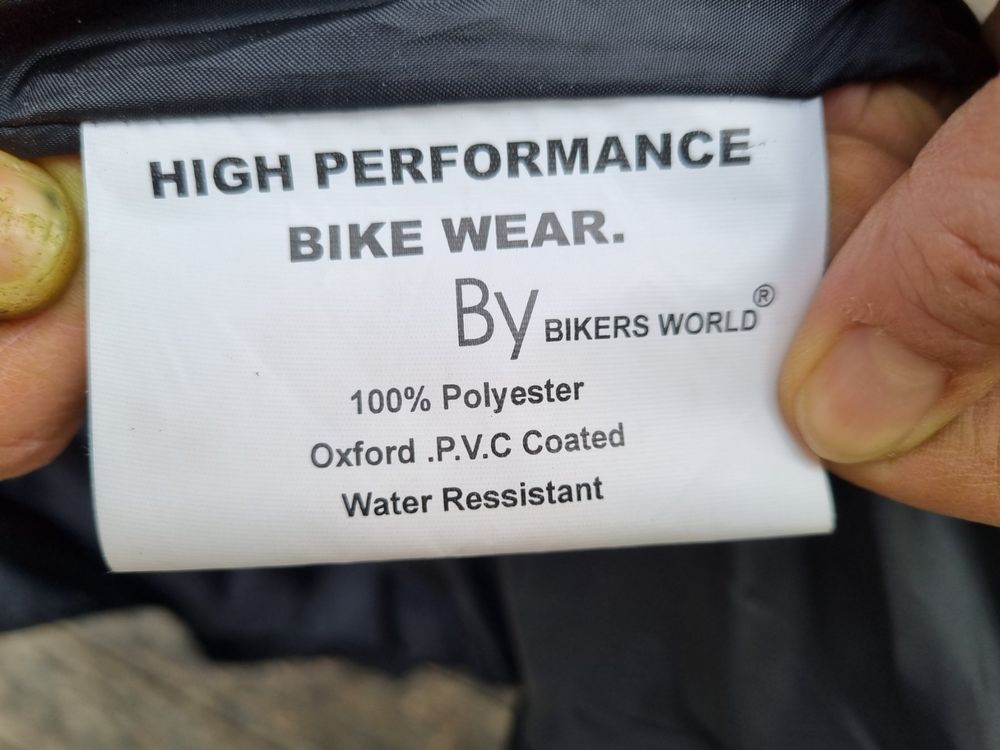 HIGH PERFORMANCE
BIKE WEAR.
By BIKERS WORLD®
100% Polyester
Oxford .P.V.C Coated
Water Ressistant